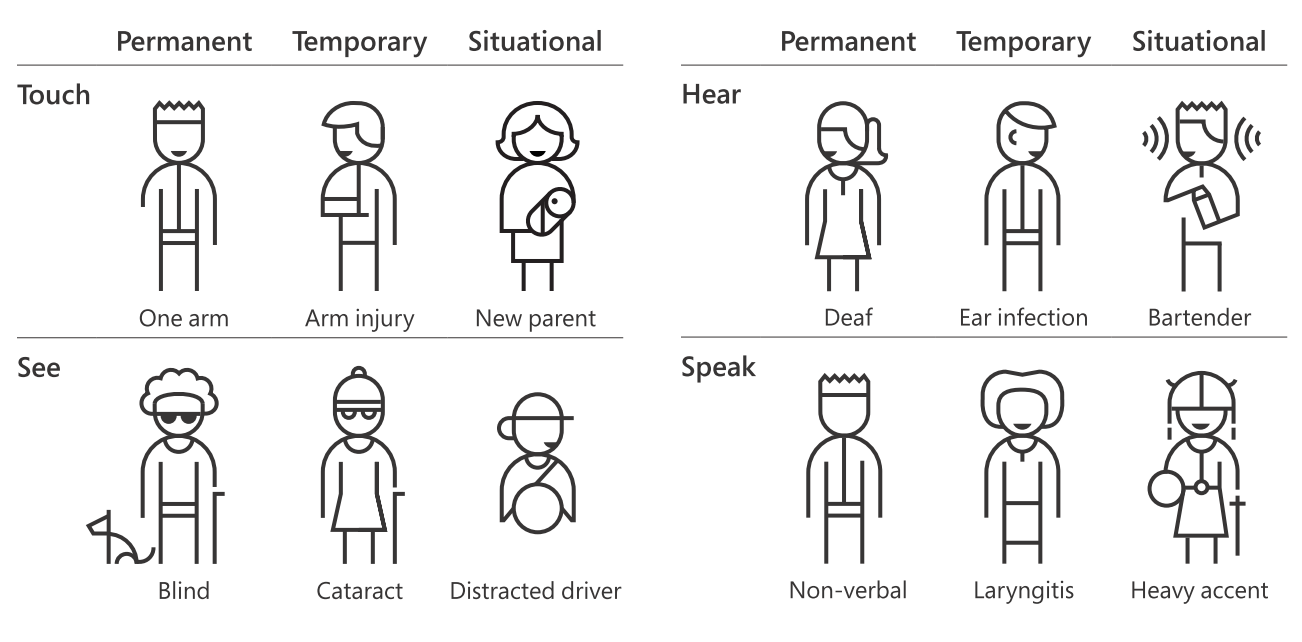 Permanent Temporary Situational
Touch
One arm Arm injury New parent
See
Blind Cataract Distracted driver
Permanent Temporary Situational
Hear
Deaf Ear infection Bartender
Speak
Non-verbal Laryngitis Heavy accent